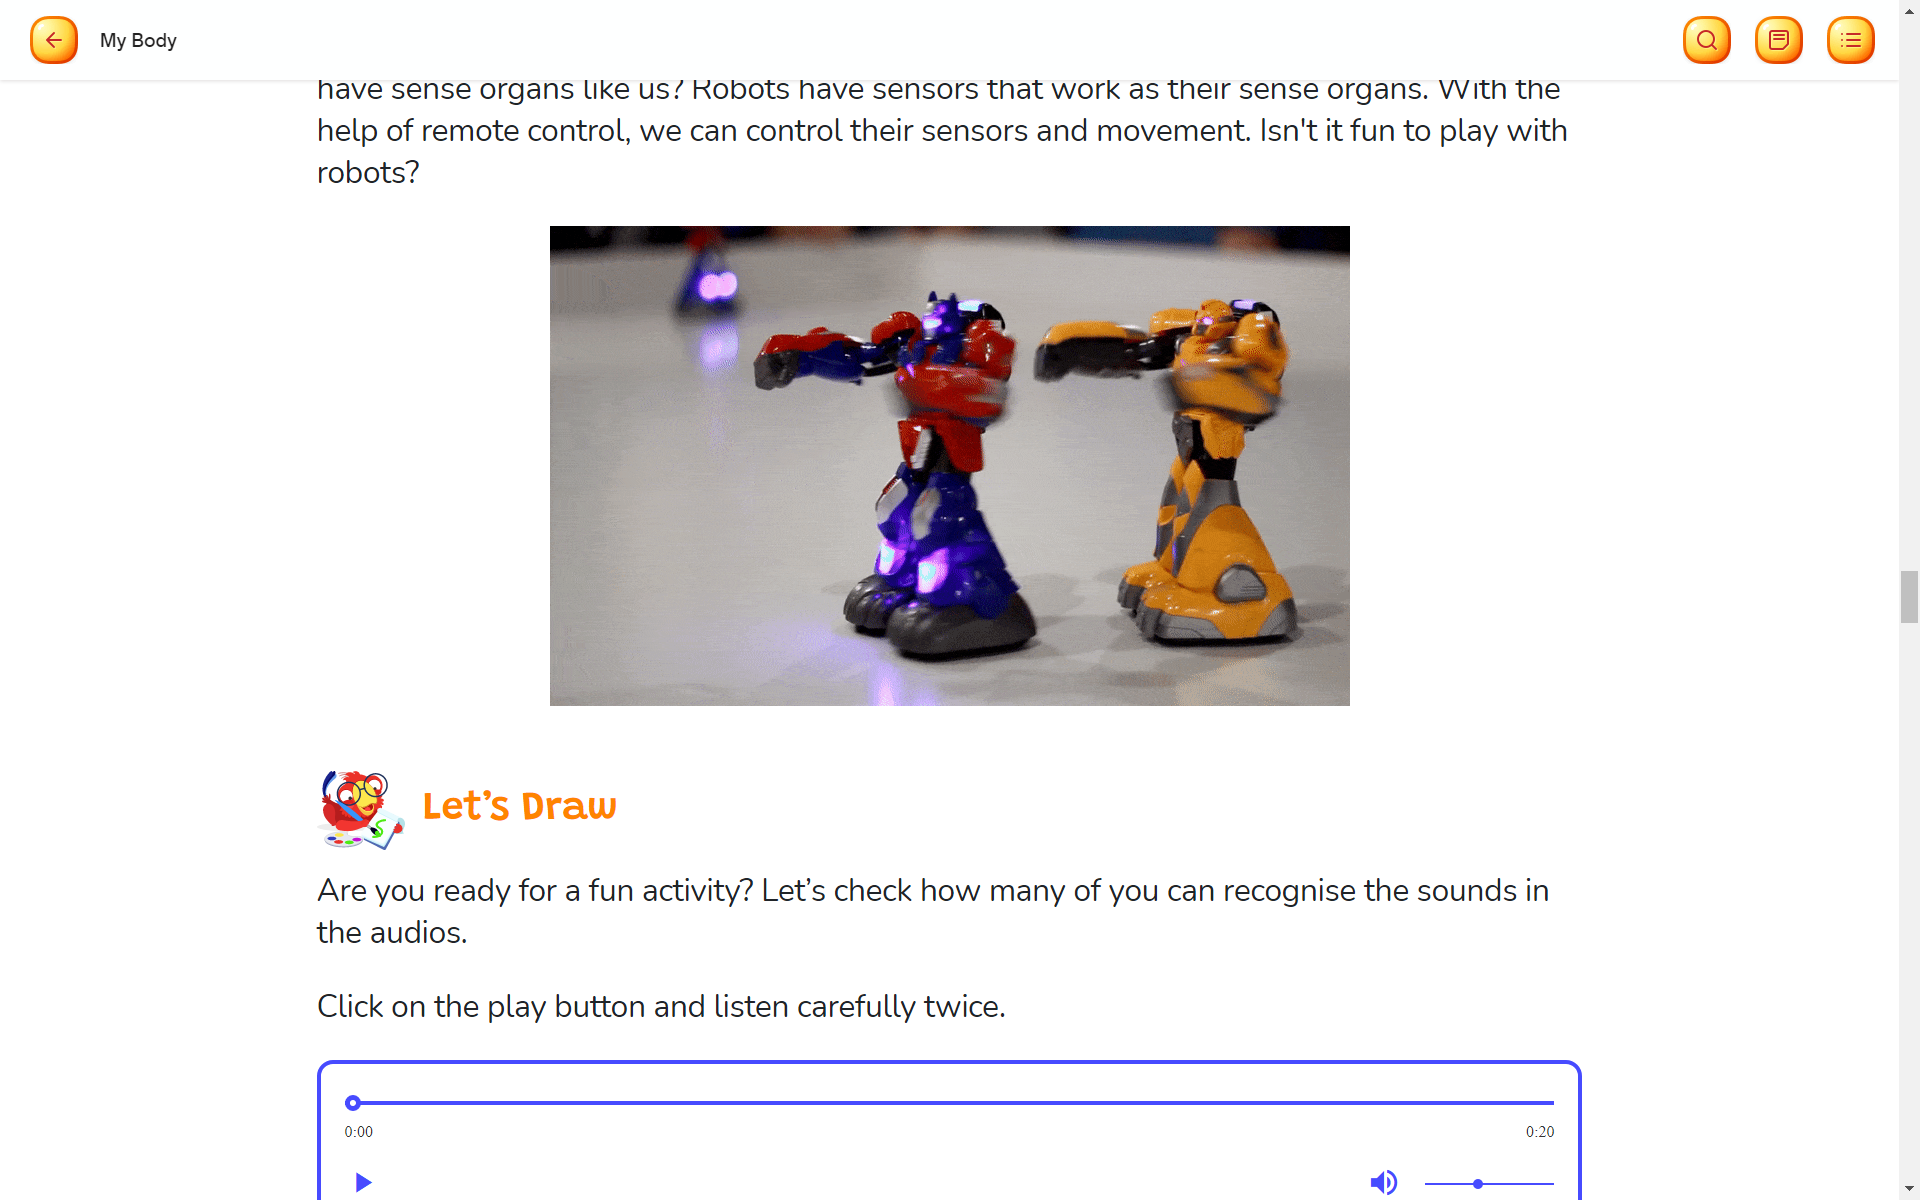 My Body
have sense organs like us? Robots have sensors that work as their sense organs. With the
help of remote control, we can control their sensors and movement. Isn't it fun to play with
robots?
Let’s Draw
Are you ready for a fun activity? Let’s check how many of you can recognise the sounds in
the audios.
Click on the play button and listen carefully twice.
0:00
0:20